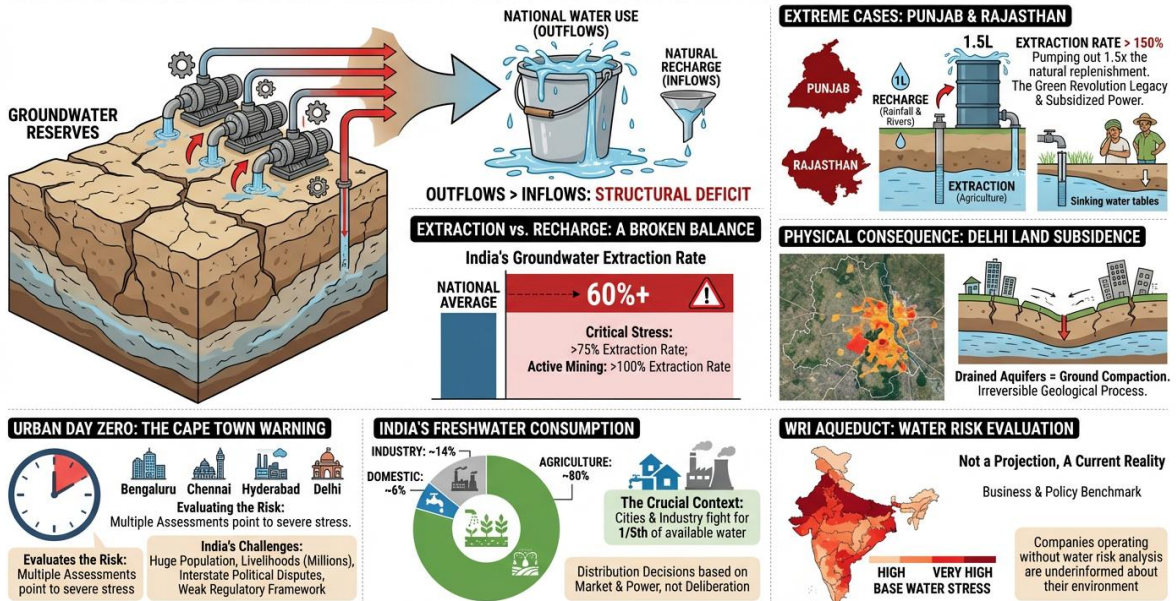 NATIONAL WATER USE
(OUTFLOWS)
NATURAL
RECHARGE
(INFLOWS)
GROUNDWATER
RESERVES
OUTFLOWS > INFLOWS: STRUCTURAL DEFICIT
EXTRACTION vs. RECHARGE: A BROKEN BALANCE
India's Groundwater Extraction Rate
NATIONAL
AVERAGE
60%+
Critical Stress:
>75% Extraction Rate;
Active Mining: >100% Extraction Rate
EXTREME CASES: PUNJAB & RAJASTHAN
PUNJAB
RAJASTHAN
1L
RECHARGE
(Rainfall &
Rivers)
1.5L
EXTRACTION
(Agriculture)
EXTRACTION RATE > 150%
Pumping out 1.5x the
natural replenishment.
The Green Revolution Legacy
& Subsidized Power.
Sinking water tables
PHYSICAL CONSEQUENCE: DELHI LAND SUBSIDENCE
Drained Aquifers = Ground Compaction.
Irreversible Geological Process.
URBAN DAY ZERO: THE CAPE TOWN WARNING
Bengaluru
Chennai
Hyderabad
Delhi
Evaluating the Risk:
Multiple Assessments point to severe stress.
Evaluates the Risk:
Multiple Assessments
point to severe stress
India's Challenges:
Huge Population, Livelihoods (Millions),
Interstate Political Disputes,
Weak Regulatory Framework
INDIA'S FRESHWATER CONSUMPTION
INDUSTRY: ~14%
DOMESTIC:
~6%
AGRICULTURE:
~80%
The Crucial Context:
Cities & Industry fight for
1/5th of available water
Distribution Decisions based on
Market & Power, not Deliberation
WRI AQUEDUCT: WATER RISK EVALUATION
Not a Projection, A Current Reality
Business & Policy Benchmark
HIGH
VERY HIGH
BASE WATER STRESS
Companies operating
without water risk analysis
are underinformed about
their environment